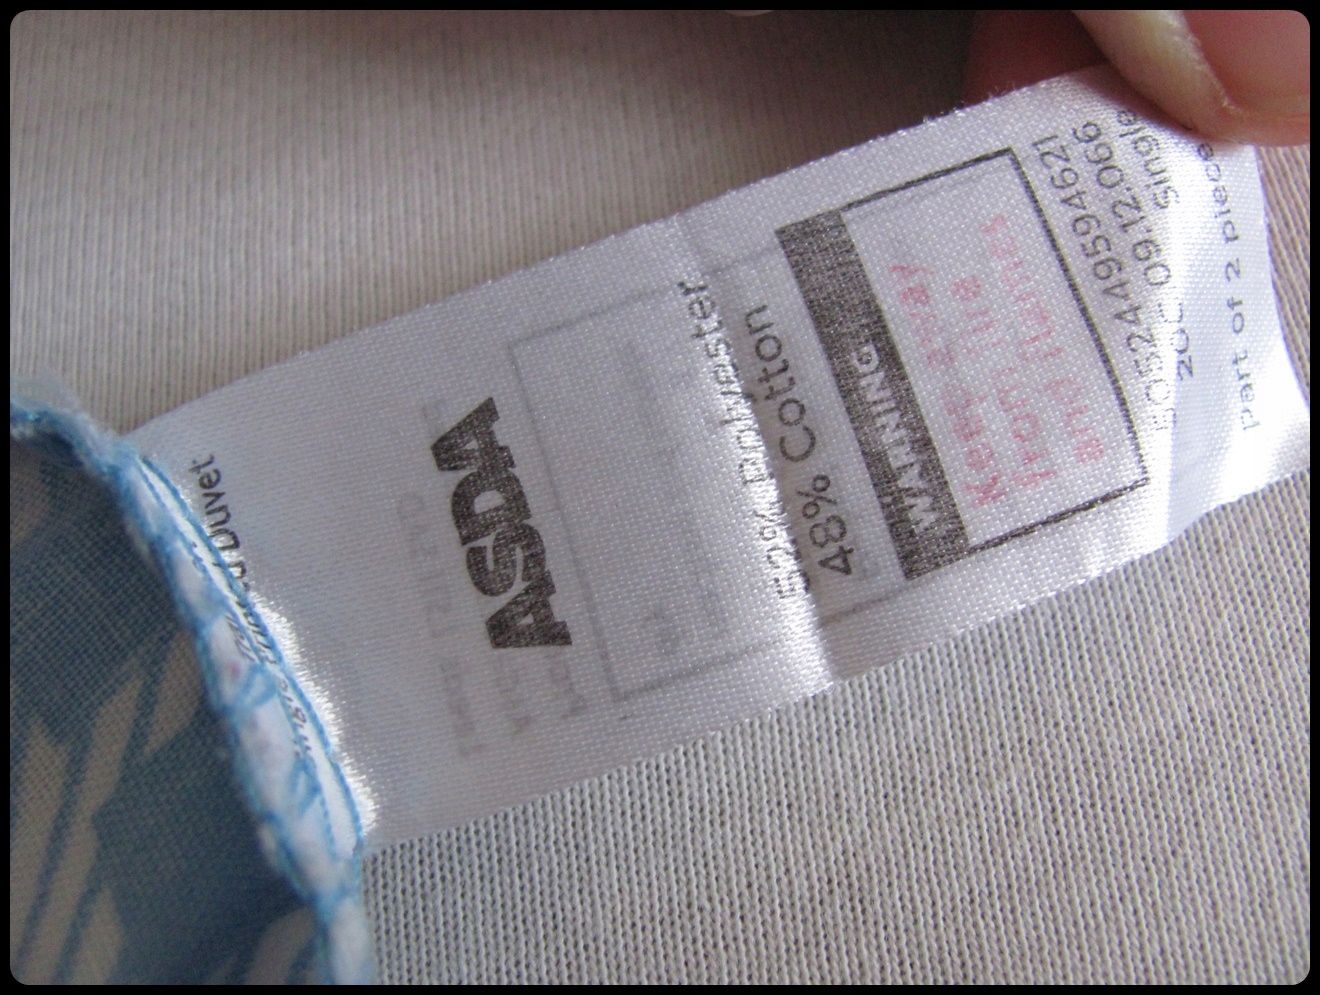 Duvet
ASDA
52% Polyester
48% Cotton
WARNING
Keep away
from fire
and flames
5052449594621
20C 09.12.066
Single
part of 2 piece